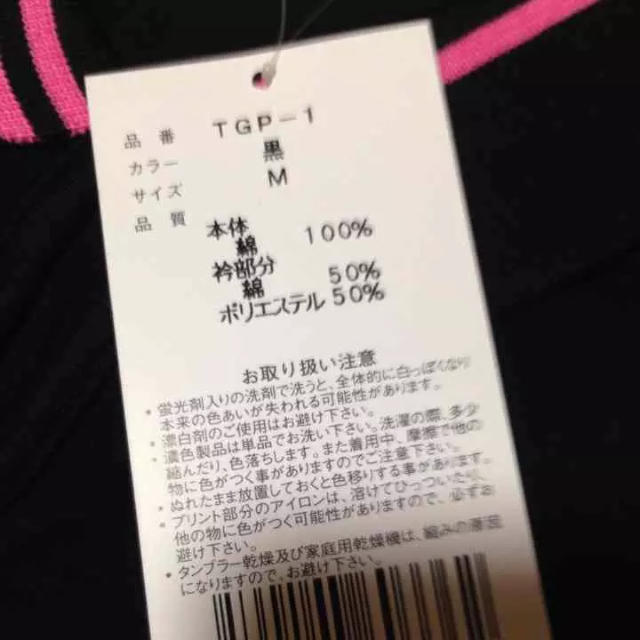 品番 TGP-1
カラー 黒
サイズ M
品質
本体
綿 100%
衿部分
綿 50%
ポリエステル 50%
お取り扱い注意
・蛍光剤入りの洗剤で洗うと、全体的に白っぽくなり
本来の色あいが失われる可能性があります。
・漂白剤のご使用はお避け下さい。
・濃色製品は単品でお洗い下さい。洗濯の際、多少
縮んだり、色落ちします。また着用中、摩擦で他の
物に色がつく事がありますのでご注意下さい。
・ぬれたまま放置しておくと色移りする事があります。
・プリント部分のアイロンは、溶けてひっついたり、
他の物に色がつく可能性がありますので、必ずお
避け下さい。
・タンブラー乾燥及び家庭用乾燥機は、縮みの
になりますので、お避け下さい。